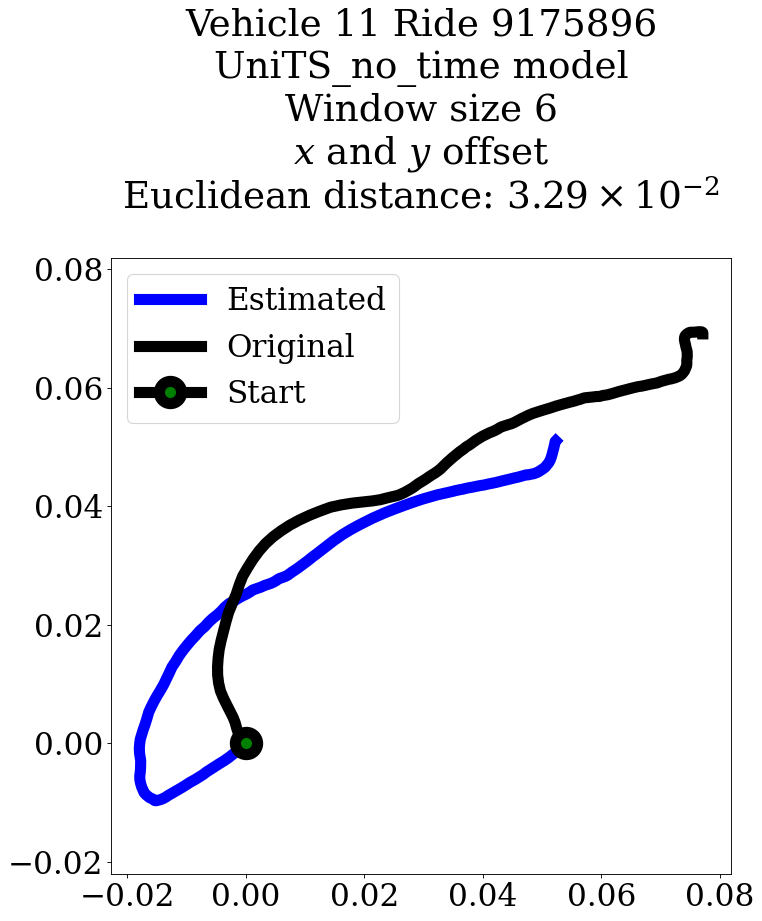 Vehicle 11 Ride 9175896
UniTS_no_time model
Window size 6
x and y offset
Euclidean distance: 3.29 × 10⁻²
Estimated
Original
Start
0.08
0.06
0.04
0.02
0.00
−0.02
−0.02 0.00 0.02 0.04 0.06 0.08